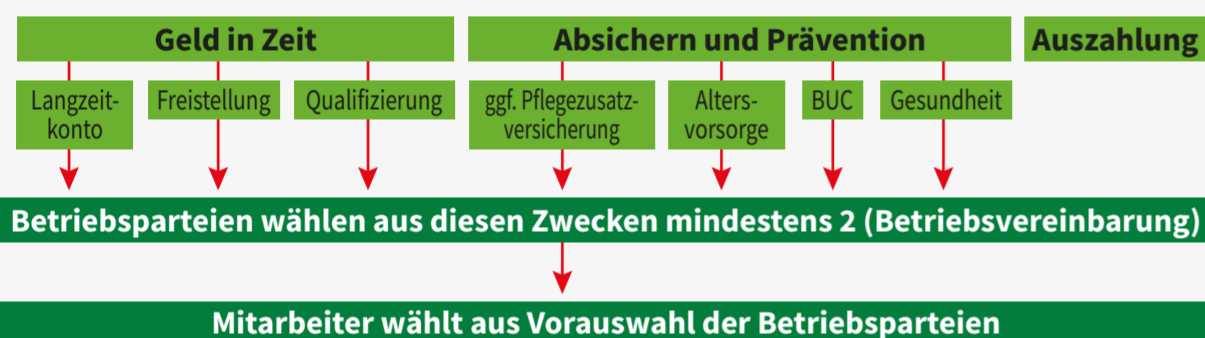 Geld in Zeit
Absichern und Prävention
Auszahlung
Langzeit-
konto
Freistellung
Qualifizierung
ggf. Pflegezusatz-
versicherung
Alters-
vorsorge
BUC
Gesundheit
Betriebsparteien wählen aus diesen Zwecken mindestens 2 (Betriebsvereinbarung)
Mitarbeiter wählt aus Vorauswahl der Betriebsparteien